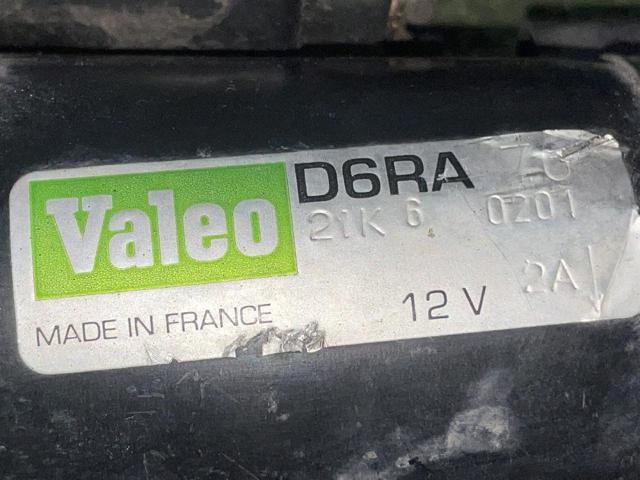 Valeo
D6RA
21K 6 0201
12 V 2A
MADE IN FRANCE